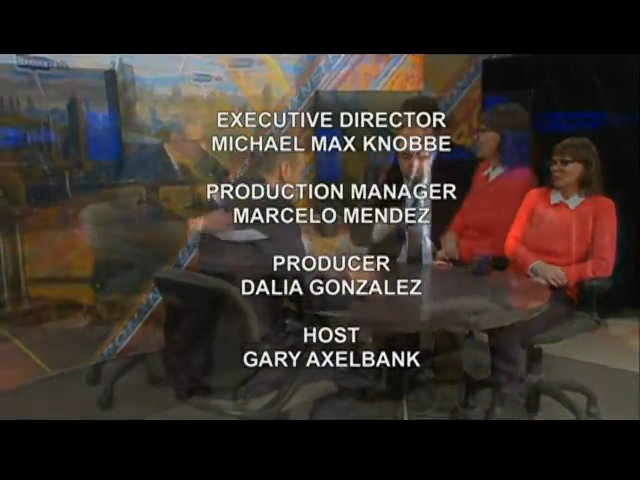 EXECUTIVE DIRECTOR
MICHAEL MAX KNOBBE
PRODUCTION MANAGER
MARCELO MENDEZ
PRODUCER
DALIA GONZALEZ
HOST
GARY AXELBANK